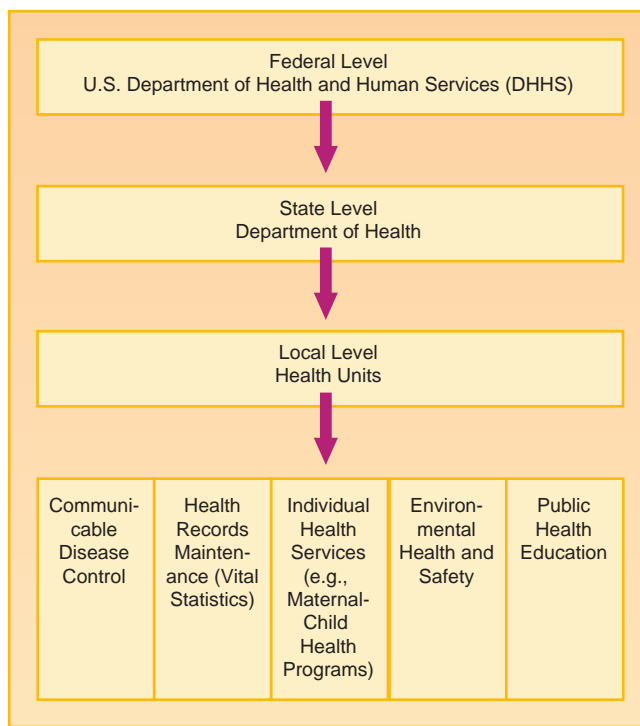 Federal Level
U.S. Department of Health and Human Services (DHHS)
State Level
Department of Health
Local Level
Health Units
Communi-
cable
Disease
Control
Health
Records
Mainten-
ance (Vital
Statistics)
Individual
Health
Services
(e.g.,
Maternal-
Child
Health
Programs)
Environ-
mental
Health and
Safety
Public
Health
Education